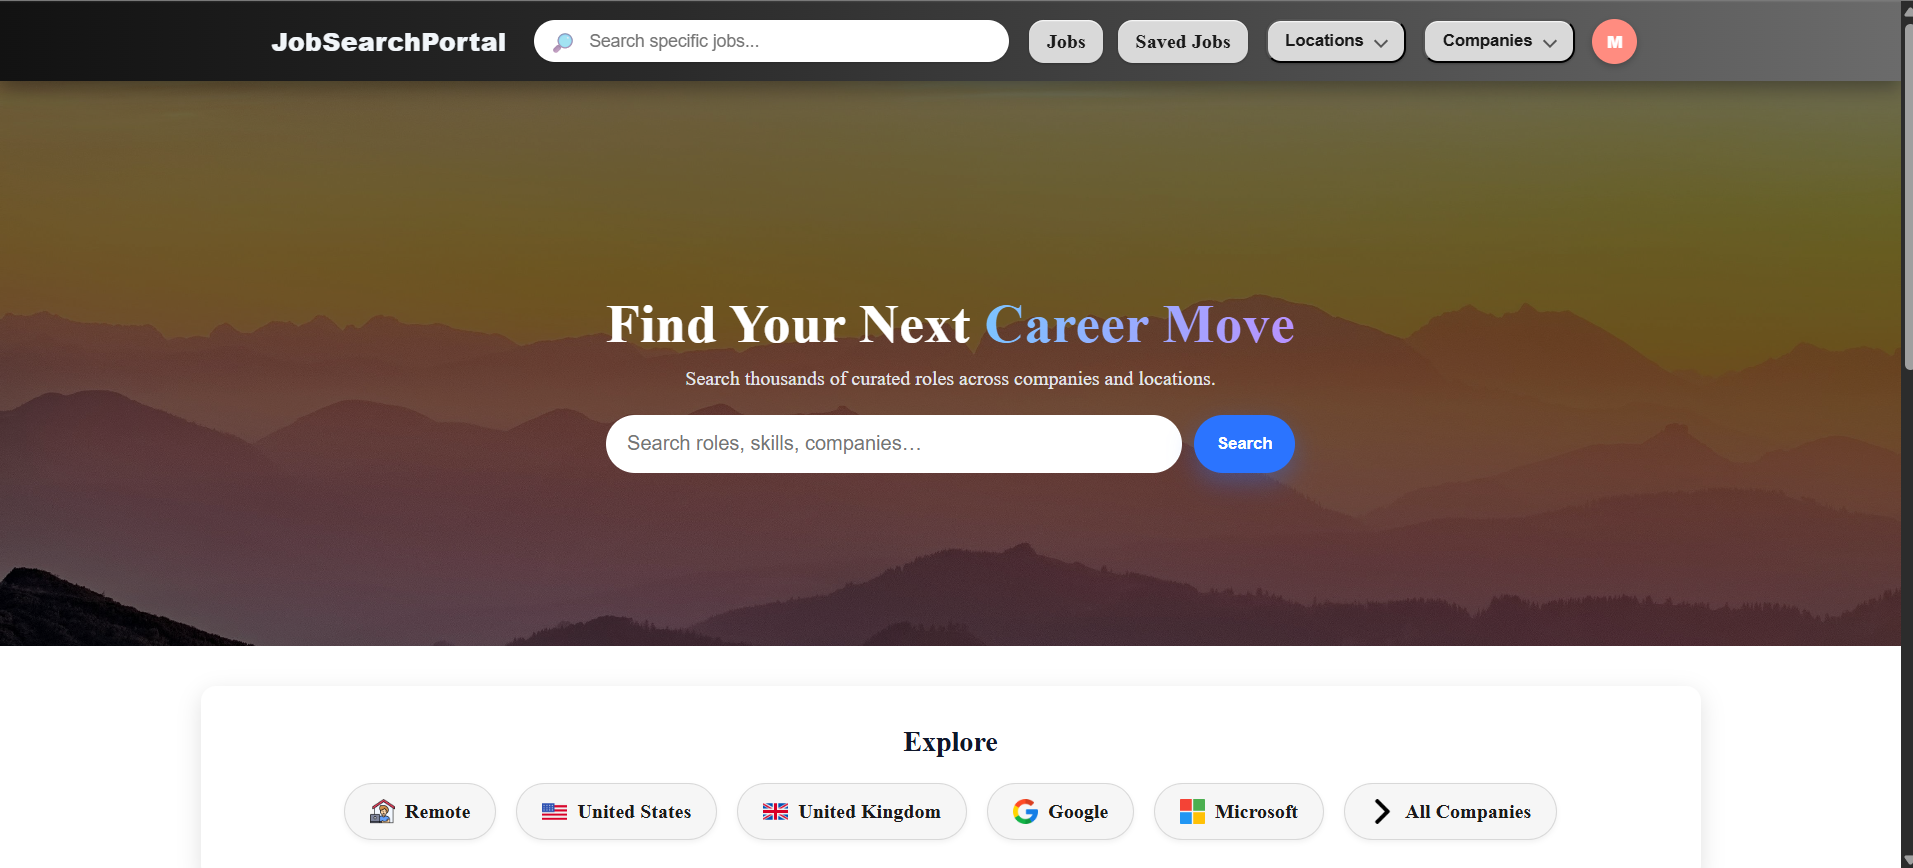 JobSearchPortal
Search specific jobs...
Jobs
Saved Jobs
Locations
Companies
M
Find Your Next Career Move
Search thousands of curated roles across companies and locations.
Search roles, skills, companies…
Search
Explore
Remote
United States
United Kingdom
Google
Microsoft
All Companies